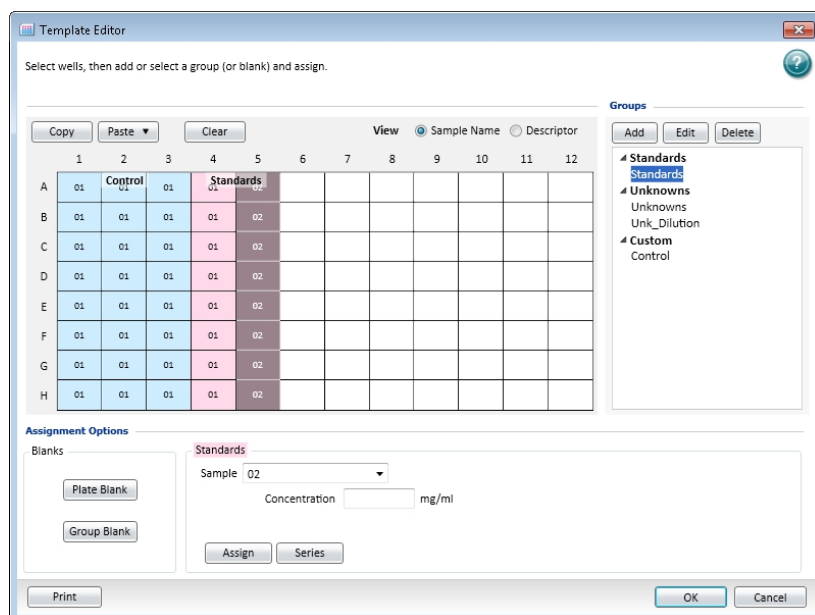 Template Editor
Select wells, then add or select a group (or blank) and assign.
Groups
Copy Paste Clear View Sample Name Descriptor
Add Edit Delete
1 2 3 4 5 6 7 8 9 10 11 12
Control Standards
A 01 01 01 01 02
B 01 01 01 01 02
C 01 01 01 01 02
D 01 01 01 01 02
E 01 01 01 01 02
F 01 01 01 01 02
G 01 01 01 01 02
H 01 01 01 01 02
Standards
Standards
Unknowns
Unknowns
Unk_Dilution
Custom
Control
Assignment Options
Blanks
Plate Blank
Group Blank
Standards
Sample 02
Concentration mg/ml
Assign Series
Print OK Cancel